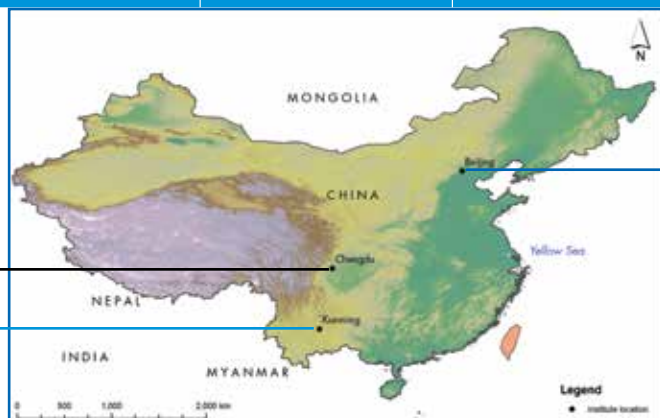 N
MONGOLIA
Beijing
CHINA
Yellow Sea
Chengdu
NEPAL
Kunming
INDIA
MYANMAR
Legend
Institute location
0 500 1,000 2,000 km